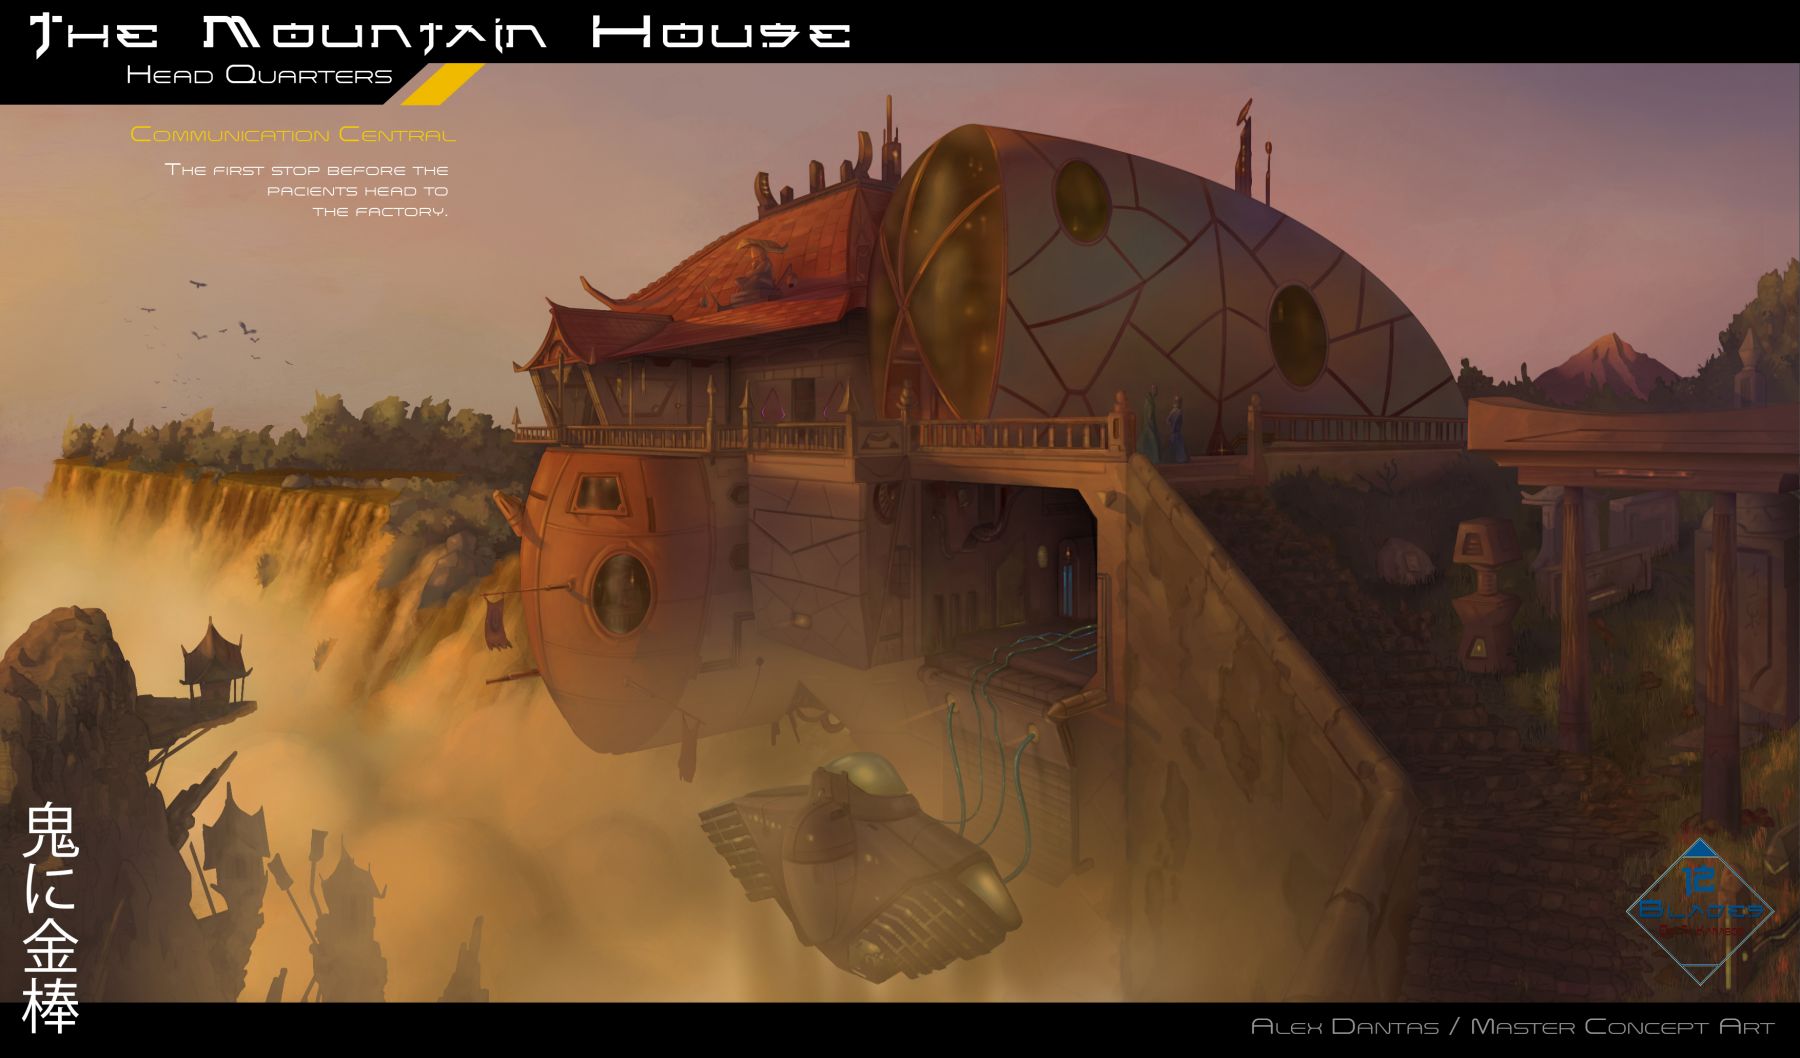 The Mountain House
Head Quarters
Communication Central
The first stop before the
pacients head to
the factory.
鬼に金棒
12
Blades
Alex Dantas / Master Concept Art